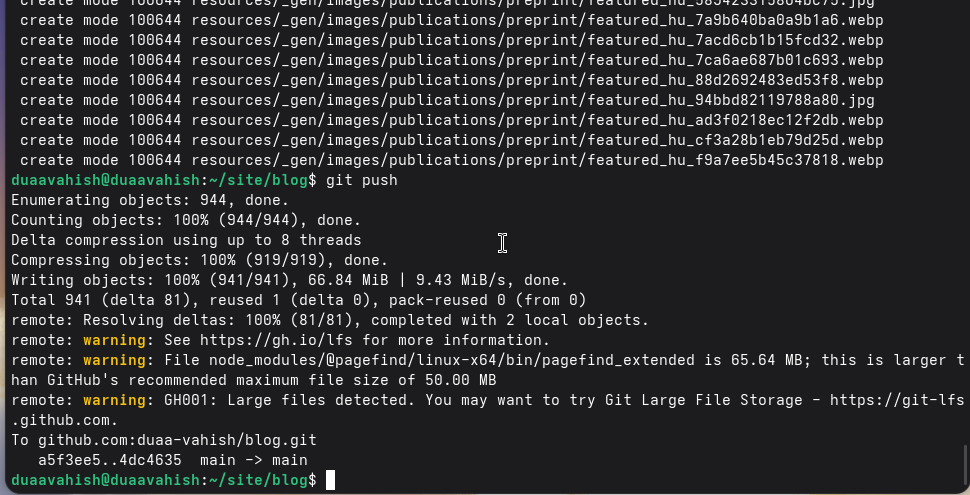 create mode 100644 resources/_gen/images/publications/preprint/featured_hu_7a9b640ba0a9b1a6.webp
create mode 100644 resources/_gen/images/publications/preprint/featured_hu_7acd6cb1b15fcd32.webp
create mode 100644 resources/_gen/images/publications/preprint/featured_hu_7ca6ae687b01c693.webp
create mode 100644 resources/_gen/images/publications/preprint/featured_hu_88d2692483ed53f8.webp
create mode 100644 resources/_gen/images/publications/preprint/featured_hu_94bbd82119788a80.jpg
create mode 100644 resources/_gen/images/publications/preprint/featured_hu_ad3f0218ec12f2db.webp
create mode 100644 resources/_gen/images/publications/preprint/featured_hu_cf3a28b1eb79d25d.webp
create mode 100644 resources/_gen/images/publications/preprint/featured_hu_f9a7ee5b45c37818.webp
duaavahish@duaavahish:~/site/blog$ git push
Enumerating objects: 944, done.
Counting objects: 100% (944/944), done.
Delta compression using up to 8 threads
Compressing objects: 100% (919/919), done.
Writing objects: 100% (941/941), 66.84 MiB | 9.43 MiB/s, done.
Total 941 (delta 81), reused 1 (delta 0), pack-reused 0 (from 0)
remote: Resolving deltas: 100% (81/81), completed with 2 local objects.
remote: warning: See https://gh.io/lfs for more information.
remote: warning: File node_modules/@pagefind/linux-x64/bin/pagefind_extended is 65.64 MB; this is larger t
han GitHub's recommended maximum file size of 50.00 MB
remote: warning: GH001: Large files detected. You may want to try Git Large File Storage - https://git-lfs
.github.com.
To github.com:duaa-vahish/blog.git
a5f3ee5..4dc4635  main -> main
duaavahish@duaavahish:~/site/blog$